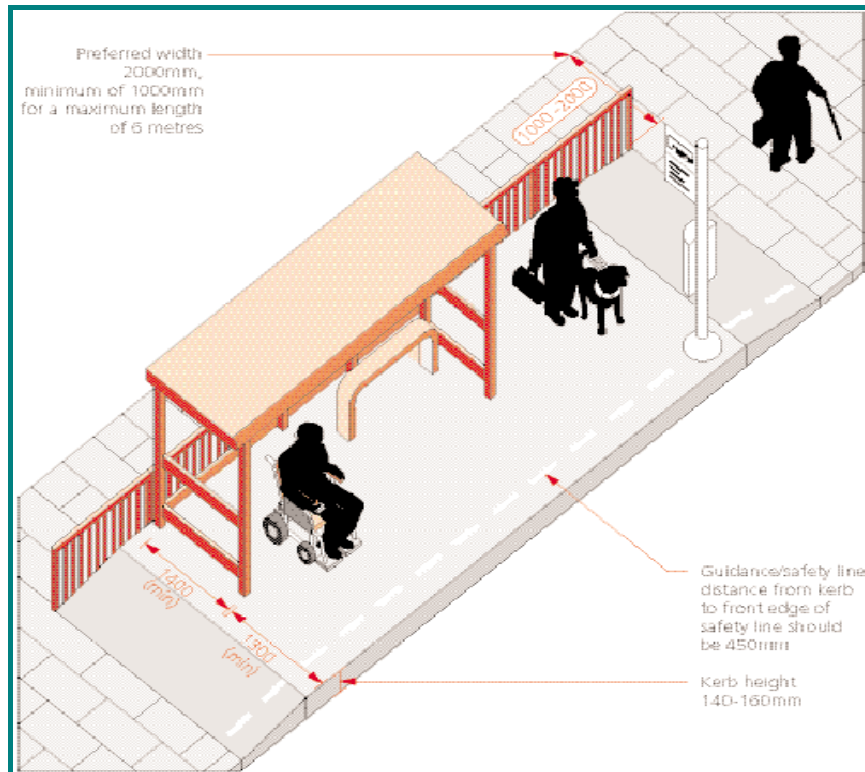 Preferred width
2000mm,
minimum of 1000mm
for a maximum length
of 6 metres
1000-2000
1400
(min)
1300
(min)
Guidance/safety line
distance from kerb
to front edge of
safety line should
be 450mm
Kerb height
140-160mm